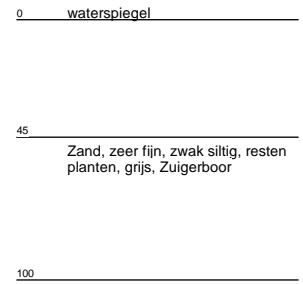 0 waterspiegel
45
Zand, zeer fijn, zwak siltig, resten
planten, grijs, Zuigerboor
100